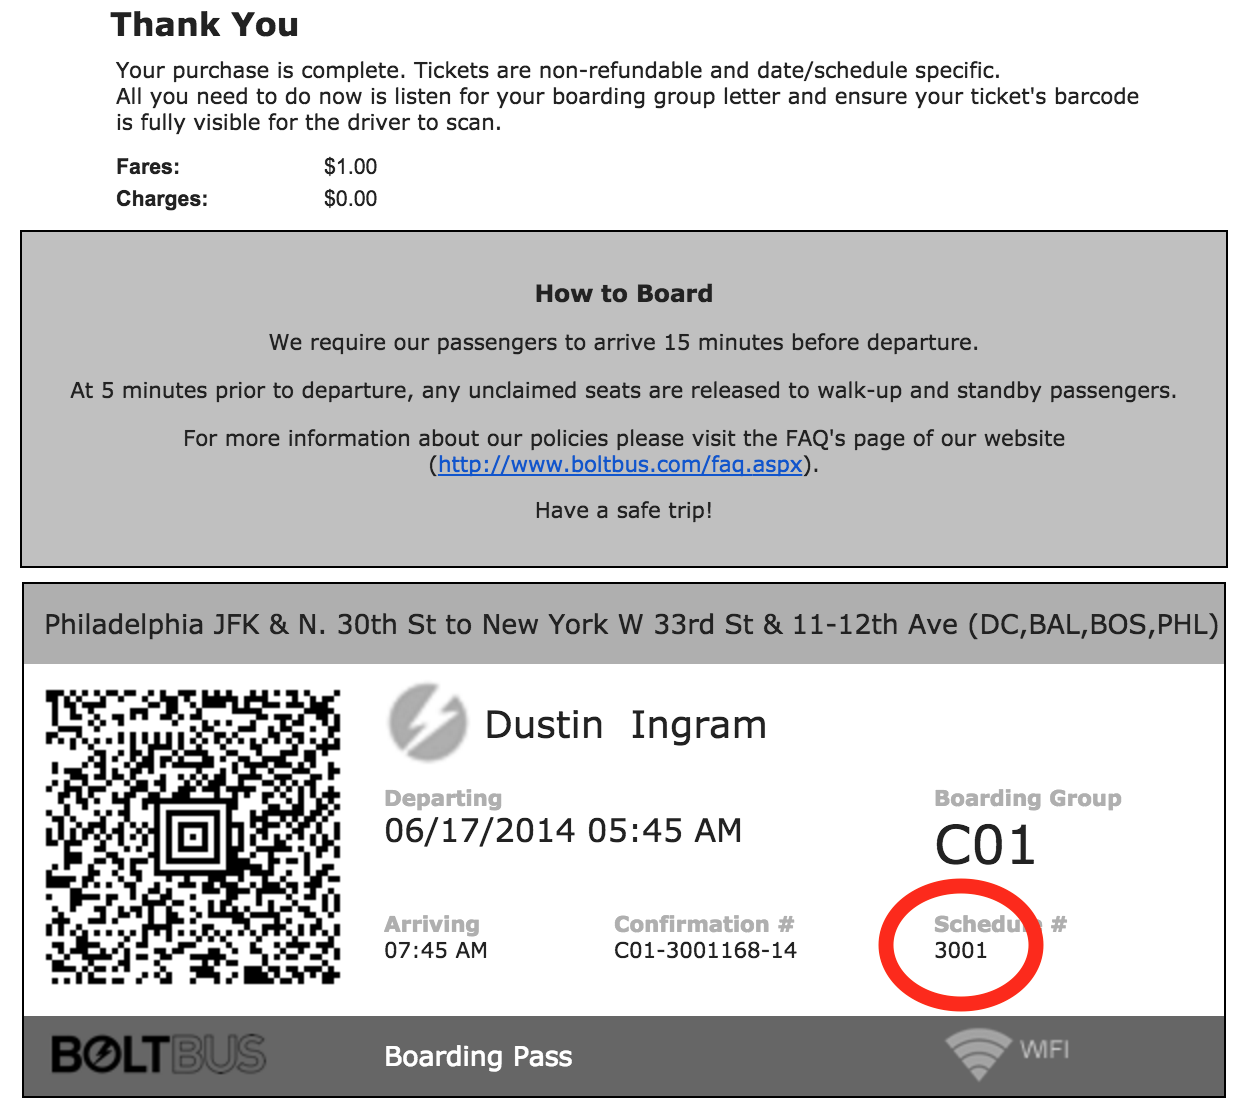 Thank You
Your purchase is complete. Tickets are non-refundable and date/schedule specific.
All you need to do now is listen for your boarding group letter and ensure your ticket's barcode
is fully visible for the driver to scan.
Fares: $1.00
Charges: $0.00
How to Board
We require our passengers to arrive 15 minutes before departure.
At 5 minutes prior to departure, any unclaimed seats are released to walk-up and standby passengers.
For more information about our policies please visit the FAQ's page of our website
(http://www.boltbus.com/faq.aspx).
Have a safe trip!
Philadelphia JFK & N. 30th St to New York W 33rd St & 11-12th Ave (DC,BAL,BOS,PHL)
Dustin Ingram
Departing
06/17/2014 05:45 AM
Boarding Group
C01
Arriving
07:45 AM
Confirmation #
C01-3001168-14
Schedule #
3001
BOLTBUS
Boarding Pass
WIFI